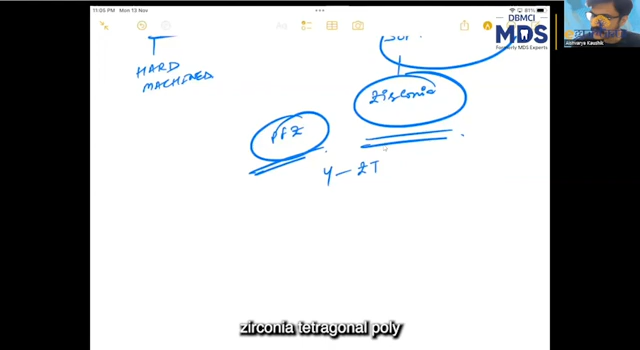 11:05 PM Mon 13 Nov
81%
DBMCI
MDS
Formerly MDS Experts
HARD
MACHINED
Zirconia
PFZ
Y - ZT
zirconia tetragonal poly